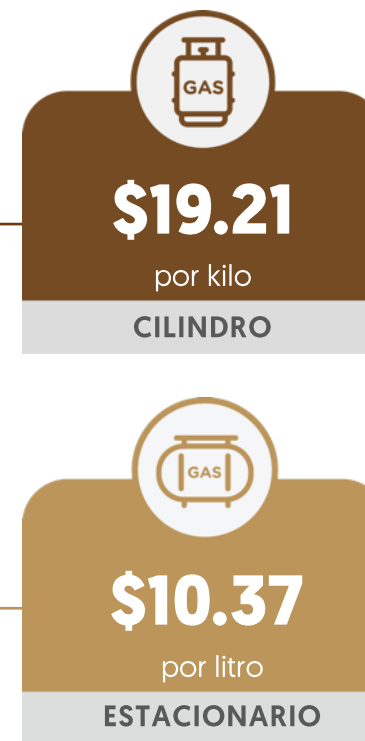 GAS
$19.21
por kilo
CILINDRO
GAS
$10.37
por litro
ESTACIONARIO